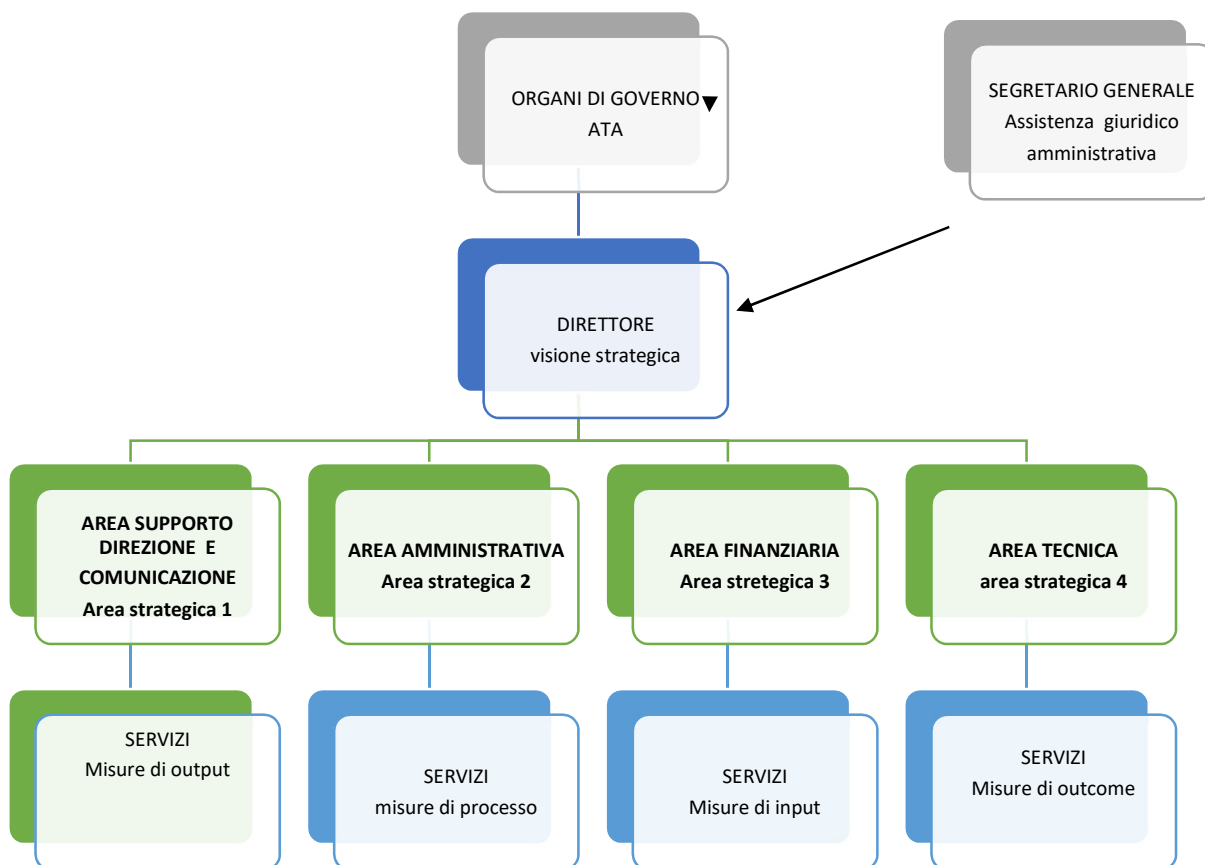 ORGANI DI GOVERNO
ATA
SEGRETARIO GENERALE
Assistenza giuridico
amministrativa
DIRETTORE
visione strategica
AREA SUPPORTO
DIREZIONE E
COMUNICAZIONE
Area strategica 1
AREA AMMINISTRATIVA
Area strategica 2
AREA FINANZIARIA
Area stretegica 3
AREA TECNICA
area strategica 4
SERVIZI
Misure di output
SERVIZI
misure di processo
SERVIZI
Misure di input
SERVIZI
Misure di outcome